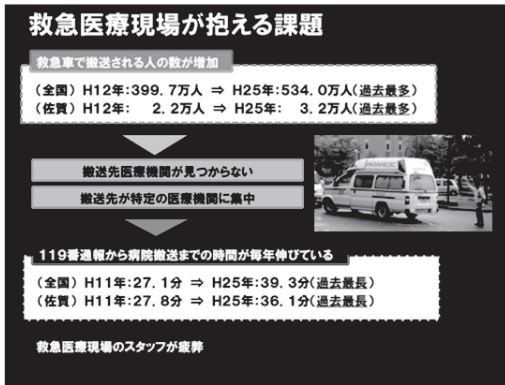 救急医療現場が抱える課題
救急車で搬送される人の数が増加
(全国) H12年:399.7万人 ⇒ H25年:534.0万人(過去最多)
(佐賀) H12年: 2.2万人 ⇒ H25年: 3.2万人(過去最多)
搬送先医療機関が見つからない
搬送先が特定の医療機関に集中
PARAMEDIC
119番通報から病院搬送までの時間が毎年伸びている
(全国) H11年:27.1分 ⇒ H25年:39.3分(過去最長)
(佐賀) H11年:27.8分 ⇒ H25年:36.1分(過去最長)
救急医療現場のスタッフが疲弊